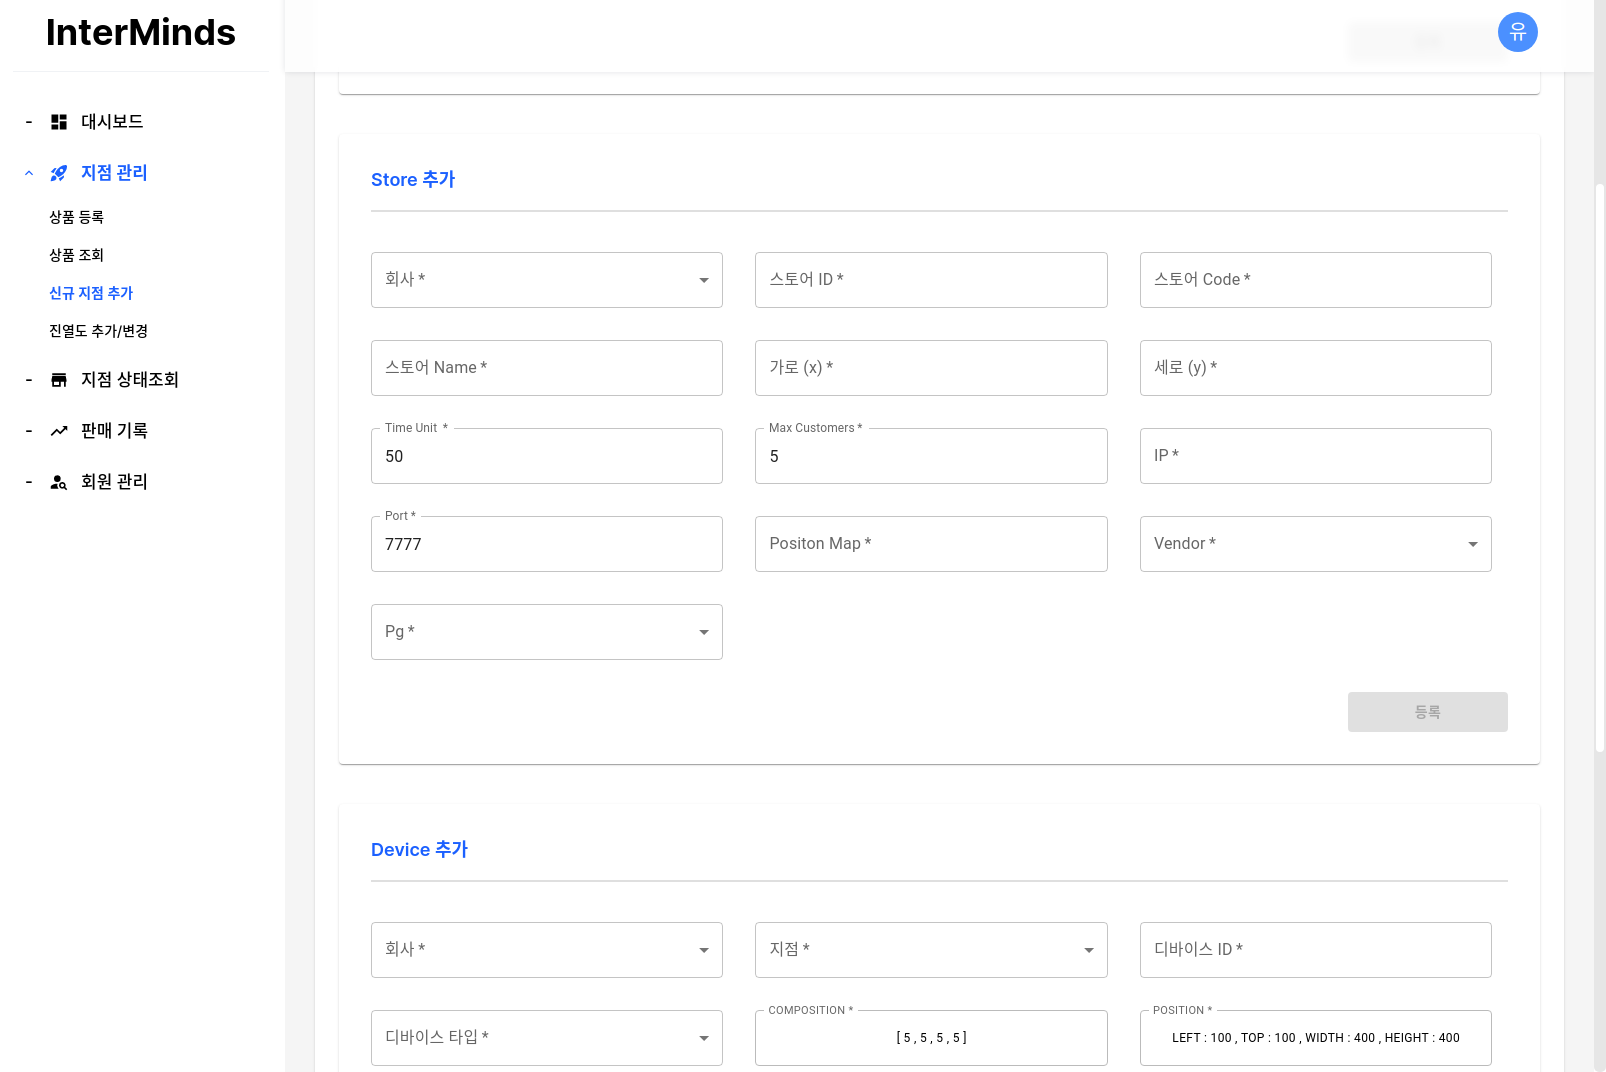 InterMinds
유
- 대시보드
지점 관리
상품 등록
상품 조회
신규 지점 추가
진열도 추가/변경
- 지점 상태조회
- 판매 기록
- 회원 관리
Store 추가
회사 *
스토어 ID *
스토어 Code *
스토어 Name *
가로 (x) *
세로 (y) *
Time Unit *
50
Max Customers *
5
IP *
Port *
7777
Positon Map *
Vendor *
Pg *
등록
Device 추가
회사 *
지점 *
디바이스 ID *
디바이스 타입 *
COMPOSITION *
[ 5 , 5 , 5 , 5 ]
POSITION *
LEFT : 100 , TOP : 100 , WIDTH : 400 , HEIGHT : 400